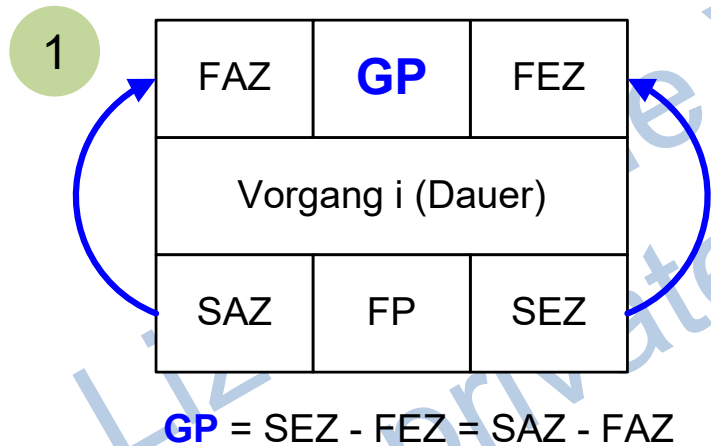 1
FAZ GP FEZ
Vorgang i (Dauer)
SAZ FP SEZ
GP = SEZ - FEZ = SAZ - FAZ